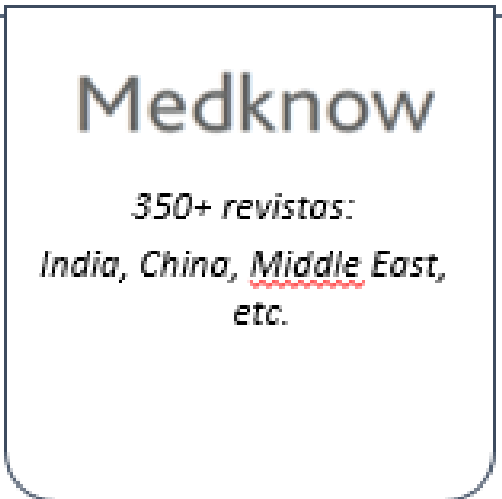 Medknow
350+ revistas:
India, China, Middle East,
etc.